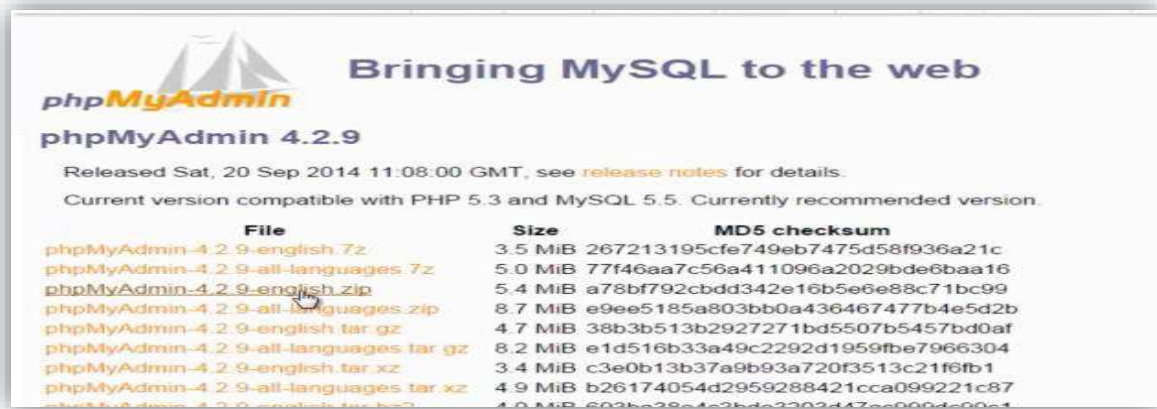 Bringing MySQL to the web
phpMyAdmin
phpMyAdmin 4.2.9
Released Sat, 20 Sep 2014 11:08:00 GMT, see release notes for details.
Current version compatible with PHP 5.3 and MySQL 5.5. Currently recommended version.
File Size MD5 checksum
phpMyAdmin-4.2.9-english.7z 3.5 MiB 267213195cfe749eb7475d58f936a21c
phpMyAdmin-4.2.9-all-languages.7z 5.0 MiB 77f46aa7c56a411096a2029bde6baa16
phpMyAdmin-4.2.9-english.zip 5.4 MiB a78bf792cbdd342e16b5e6e88c71bc99
phpMyAdmin-4.2.9-all-languages.zip 8.7 MiB e9ee5185a803bb0a436467477b4e5d2b
phpMyAdmin-4.2.9-english.tar.gz 4.7 MiB 38b3b513b2927271bd5507b5457bd0af
phpMyAdmin-4.2.9-all-languages.tar.gz 8.2 MiB e1d516b33a49c2292d1959fbe7966304
phpMyAdmin-4.2.9-english.tar.xz 3.4 MiB c3e0b13b37a9b93a720f3513c21f6fb1
phpMyAdmin-4.2.9-all-languages.tar.xz 4.9 MiB b26174054d2959288421cca099221c87